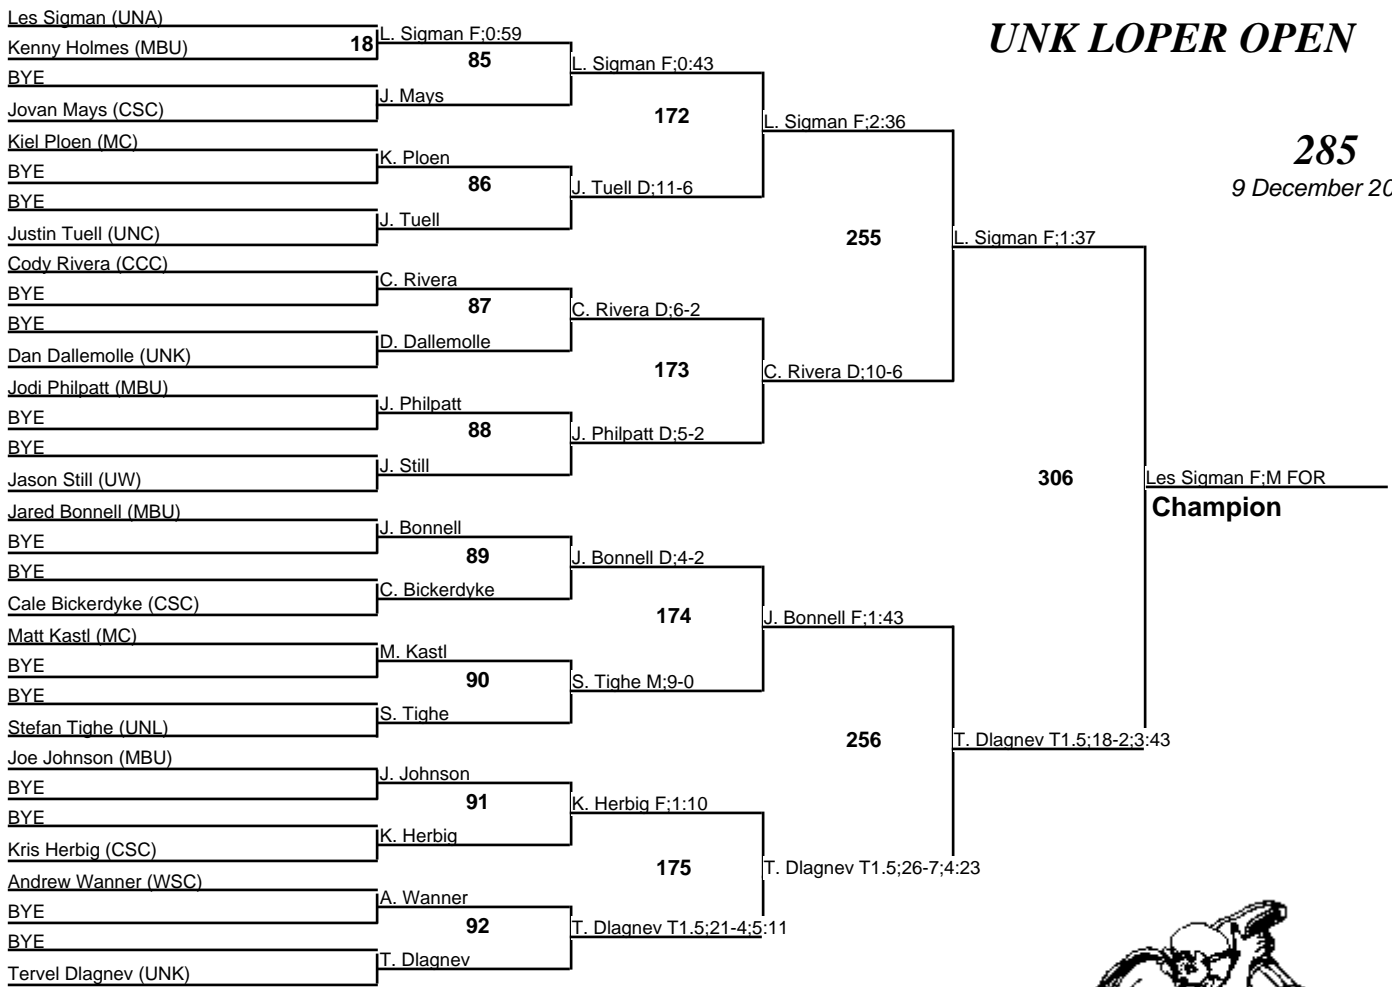 UNK LOPER OPEN
285
9 December 20
Les Sigman (UNA)
Kenny Holmes (MBU)
BYE
Jovan Mays (CSC)
Kiel Ploen (MC)
BYE
BYE
Justin Tuell (UNC)
Cody Rivera (CCC)
BYE
BYE
Dan Dallemolle (UNK)
Jodi Philpatt (MBU)
BYE
BYE
Jason Still (UW)
Jared Bonnell (MBU)
BYE
BYE
Cale Bickerdyke (CSC)
Matt Kastl (MC)
BYE
BYE
Stefan Tighe (UNL)
Joe Johnson (MBU)
BYE
BYE
Kris Herbig (CSC)
Andrew Wanner (WSC)
BYE
BYE
Tervel Dlagnev (UNK)
18
L. Sigman F;0:59
85
J. Mays
K. Ploen
86
J. Tuell
C. Rivera
87
D. Dallemolle
J. Philpatt
88
J. Still
J. Bonnell
89
C. Bickerdyke
M. Kastl
90
S. Tighe
J. Johnson
91
K. Herbig
A. Wanner
92
T. Dlagnev
L. Sigman F;0:43
172
J. Tuell D;11-6
C. Rivera D;6-2
173
J. Philpatt D;5-2
J. Bonnell D;4-2
174
S. Tighe M;9-0
K. Herbig F;1:10
175
T. Dlagnev T1.5;21-4;5:11
L. Sigman F;2:36
255
C. Rivera D;10-6
J. Bonnell F;1:43
256
T. Dlagnev T1.5;26-7;4:23
L. Sigman F;1:37
306
T. Dlagnev T1.5;18-2;3:43
Les Sigman F;M FOR
Champion